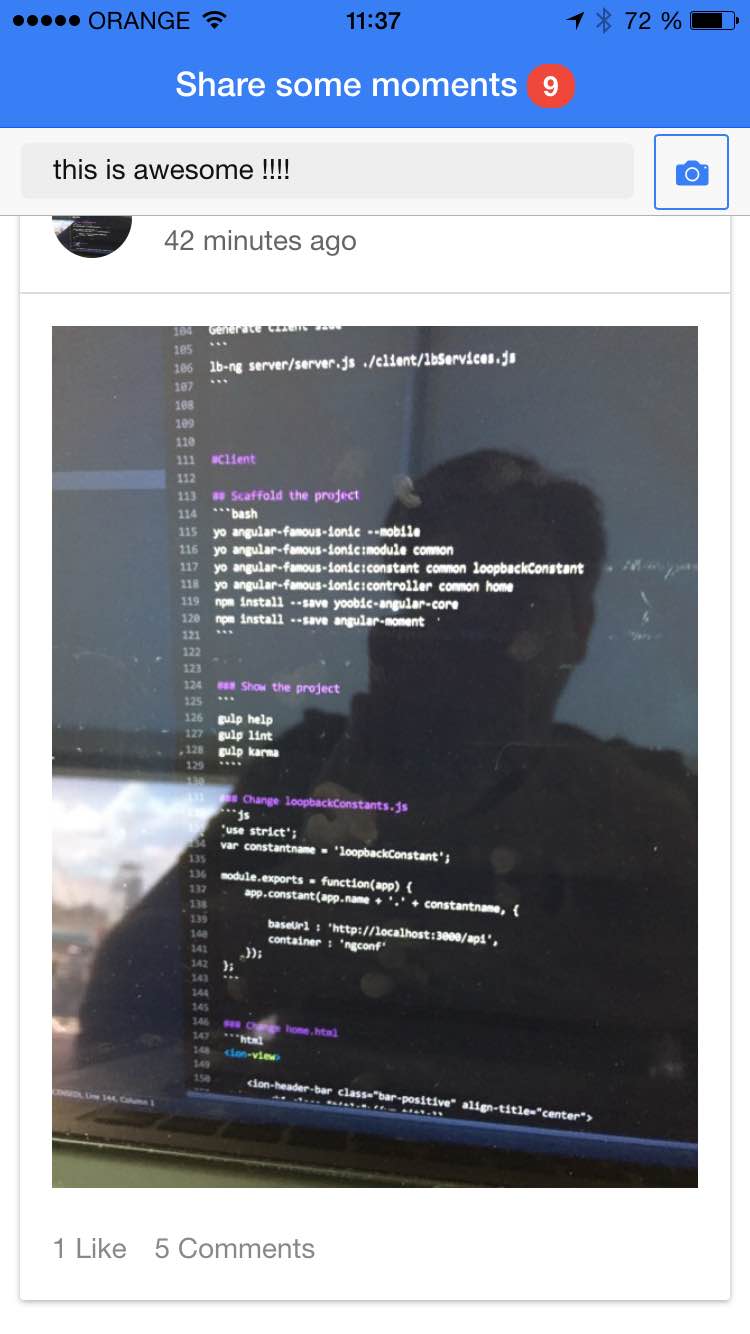 ORANGE 11:37 72 %
Share some moments 9
this is awesome !!!!
42 minutes ago
104 Generate client side
105 ```
106 lb-ng server/server.js ./client/lbServices.js
107 ```
108
109
110
111 #Client
112
113 ## Scaffold the project
114 ```bash
115 yo angular-famous-ionic --mobile
116 yo angular-famous-ionic:module common
117 yo angular-famous-ionic:constant common loopbackConstant
118 yo angular-famous-ionic:controller common home
119 npm install --save yoobic-angular-core
120 npm install --save angular-moment
121 ```
122
123
124 ### Show the project
125 ```
126 gulp help
127 gulp lint
128 gulp karma
129 ````
130
131 ### Change loopbackConstants.js
```js
'use strict';
134 var constantname = 'loopbackConstant';
135
136 module.exports = function(app) {
137 app.constant(app.name + '.' + constantname, {
138
139 baseUrl : 'http://localhost:3000/api',
140 container : 'ngconf'
141 });
142 };
143 ```
144
145
146 ### Change home.html
147 ```html
148 <ion-view>
149
150 <ion-header-bar class="bar-positive" align-title="center">
Line 144, Column 1
1 Like 5 Comments